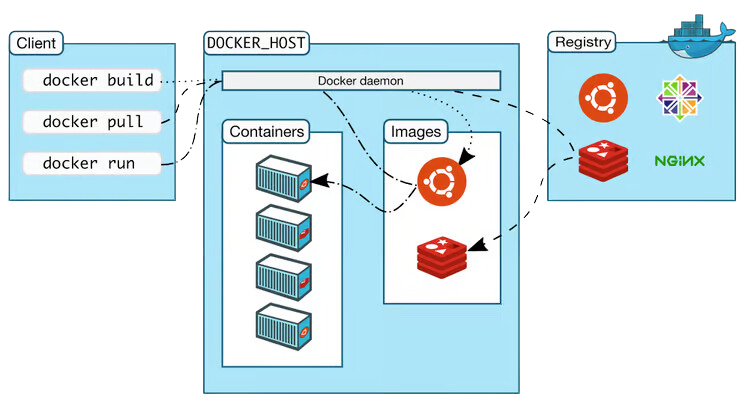 Client
docker build
docker pull
docker run
DOCKER_HOST
Docker daemon
Containers
Images
Registry
NGiNX